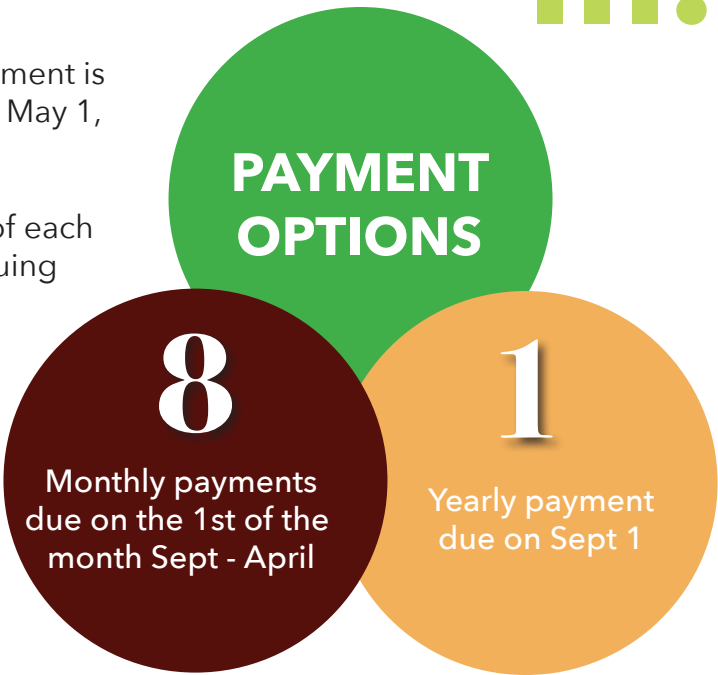 ment is
May 1,
of each
uing
PAYMENT
OPTIONS
8
Monthly payments
due on the 1st of the
month Sept - April
1
Yearly payment
due on Sept 1